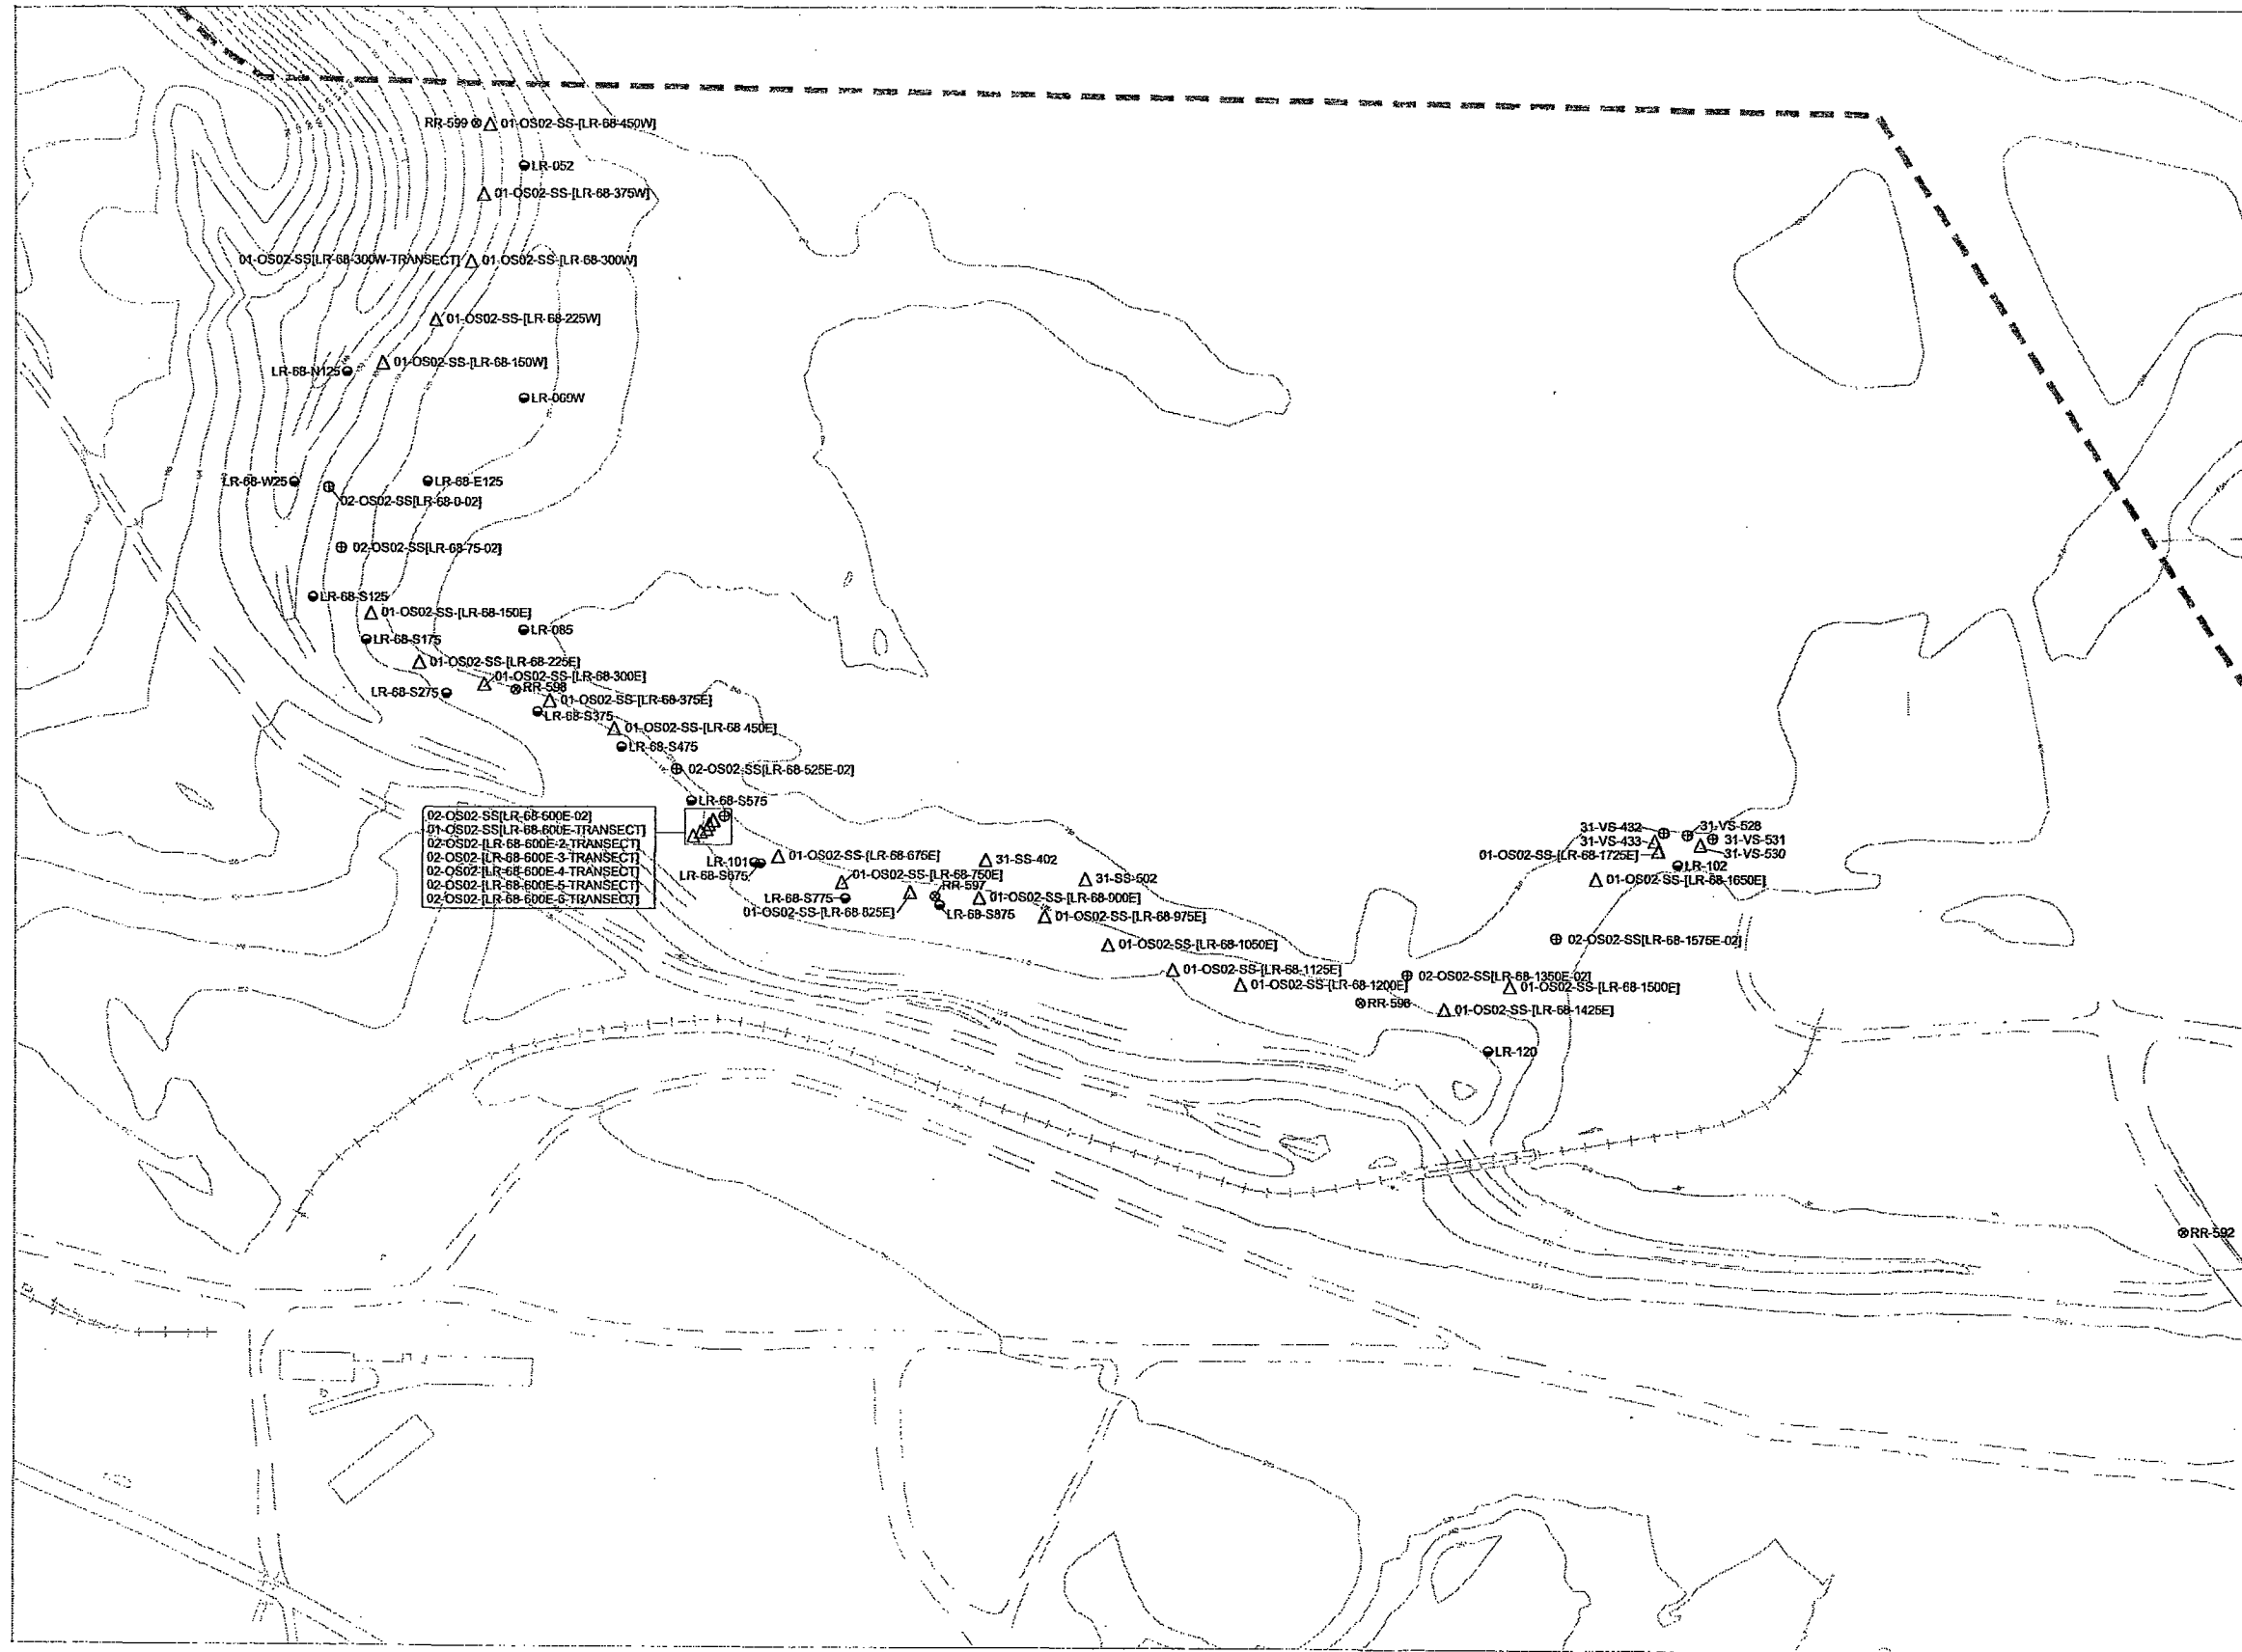 RR-599
01-OS02-SS-[LR-68-450W]
LR-052
01-OS02-SS-[LR-68-375W]
01-OS02-SS[LR-68-300W-TRANSECT]
01-OS02-SS-[LR-68-300W]
01-OS02-SS-[LR-68-225W]
01-OS02-SS-[LR-68-150W]
LR-68-N125
LR-069W
LR-68-W25
LR-68-E125
02-OS02-SS[LR-68-0-02]
02-OS02-SS[LR-68-75-02]
LR-68-S125
01-OS02-SS-[LR-68-150E]
LR-085
LR-68-S175
01-OS02-SS-[LR-68-225E]
01-OS02-SS-[LR-68-300E]
RR-598
LR-68-S275
01-OS02-SS-[LR-68-375E]
LR-68-S375
01-OS02-SS-[LR-68-450E]
LR-68-S475
02-OS02-SS[LR-68-525E-02]
LR-68-S575
02-OS02-SS[LR-68-600E-02]
01-OS02-SS[LR-68-600E-TRANSECT]
02-OS02-[LR-68-600E-2-TRANSECT]
02-OS02-[LR-68-600E-3-TRANSECT]
02-OS02-[LR-68-600E-4-TRANSECT]
02-OS02-[LR-68-600E-5-TRANSECT]
02-OS02-[LR-68-600E-6-TRANSECT]
LR-101
LR-68-S675
01-OS02-SS-[LR-68-675E]
31-SS-402
01-OS02-SS-[LR-68-750E]
31-SS-502
RR-597
LR-68-S775
01-OS02-SS-[LR-68-900E]
01-OS02-SS-[LR-68-825E]
LR-68-S875
01-OS02-SS-[LR-68-975E]
01-OS02-SS-[LR-68-1050E]
01-OS02-SS-[LR-68-1125E]
01-OS02-SS-[LR-68-1200E]
31-VS-432
31-VS-528
31-VS-433
31-VS-531
01-OS02-SS-[LR-68-1725E]
31-VS-530
LR-102
01-OS02-SS-[LR-68-1650E]
02-OS02-SS[LR-68-1575E-02]
02-OS02-SS[LR-68-1350E-02]
01-OS02-SS-[LR-68-1500E]
RR-596
01-OS02-SS-[LR-68-1425E]
LR-120
RR-592